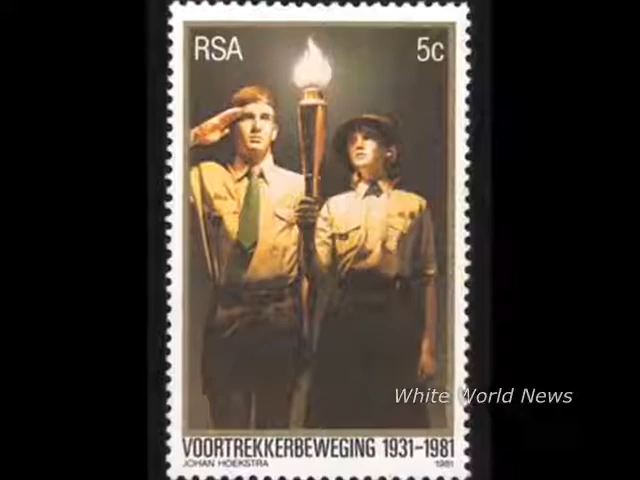 RSA 5c
White World News
VOORTREKKERBEWEGING 1931-1981
JOHAN HOEKSTRA 1981